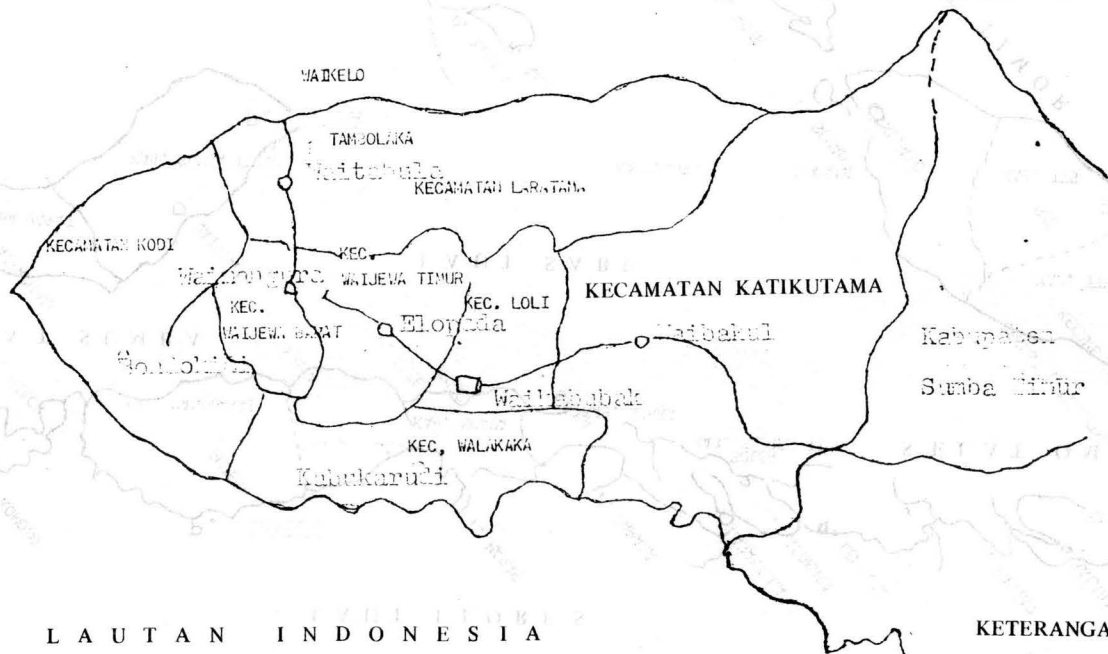 WAIKELO
TAMBOLAKA
Waitabula
KECAMATAN LARATAMA
KECAMATAN KODI
KEC.
WAIJEWA TIMUR
KEC. LOLI
KECAMATAN KATIKUTAMA
KEC.
WAIJEWA BARAT
Elopada
Waibakul
Kabupaten
Sumba Timur
Waikabubak
KEC, WALAKAKA
Kabukarudi
LAUTAN INDONESIA
KETERANGA